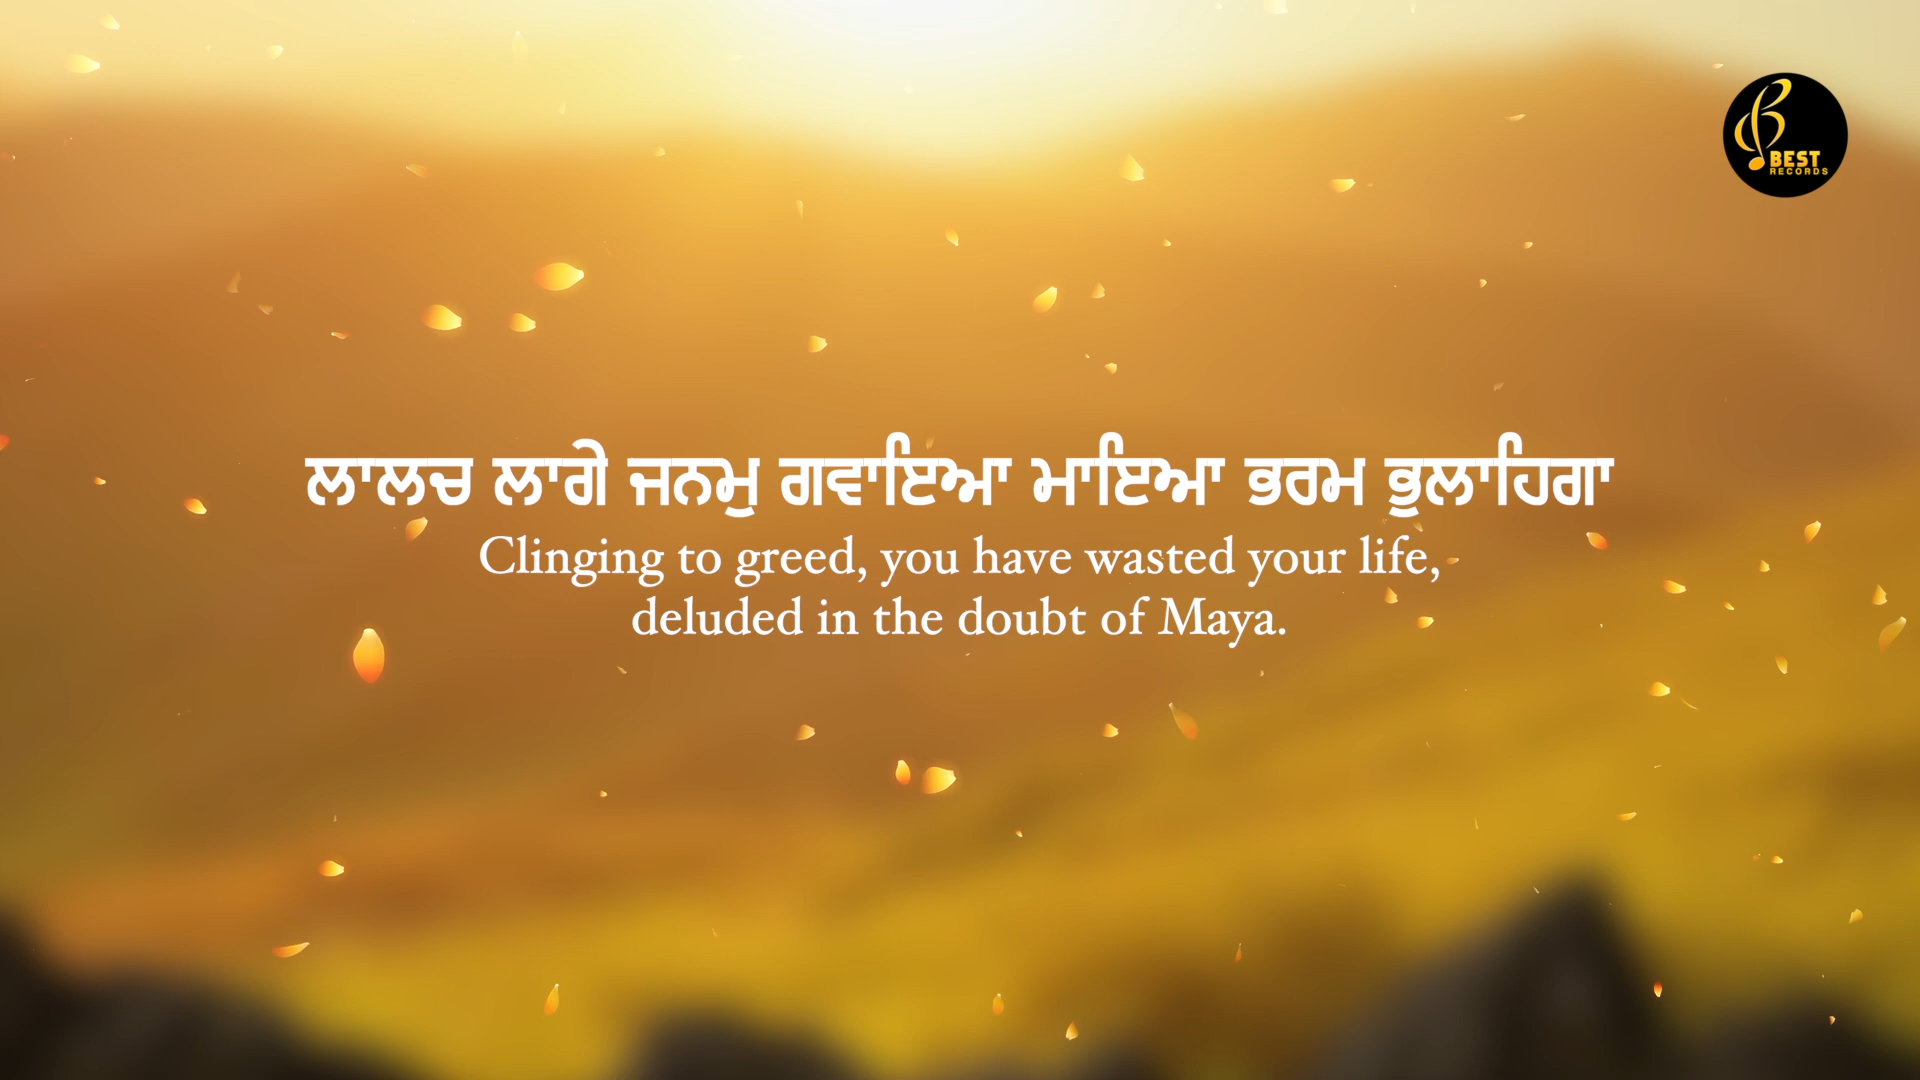 BEST
RECORDS
ਲਾਲਚ ਲਾਗੇ ਜਨਮੁ ਗਵਾਇਆ ਮਾਇਆ ਭਰਮ ਭੁਲਾਹਿਗਾ
Clinging to greed, you have wasted your life,
deluded in the doubt of Maya.